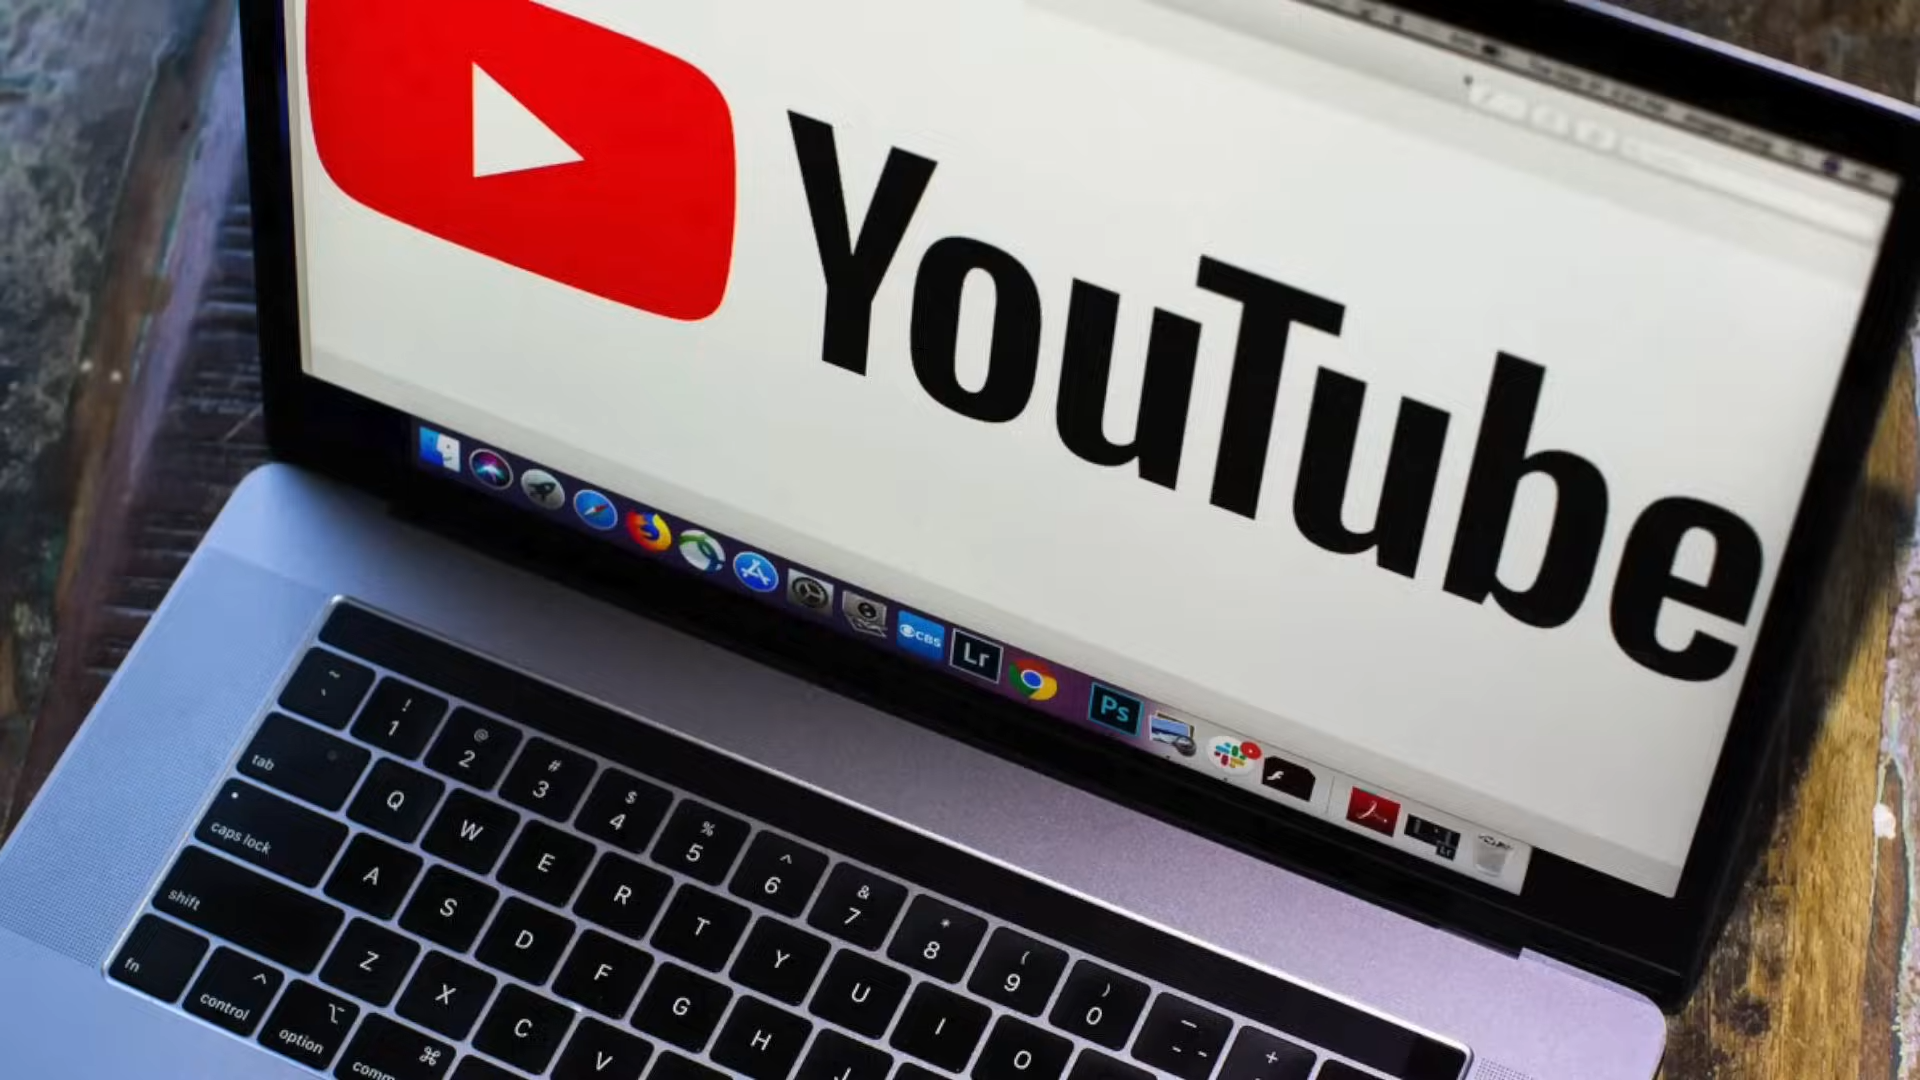 YouTube
CBS
Lr
Ps
Lr
~
`
! 1
@ 2
# 3
$ 4
% 5
^ 6
& 7
* 8
( 9
) 0
+
tab Q W E R T Y U I O
caps lock A S D F G H J
shift Z X C V
fn control option ⌘